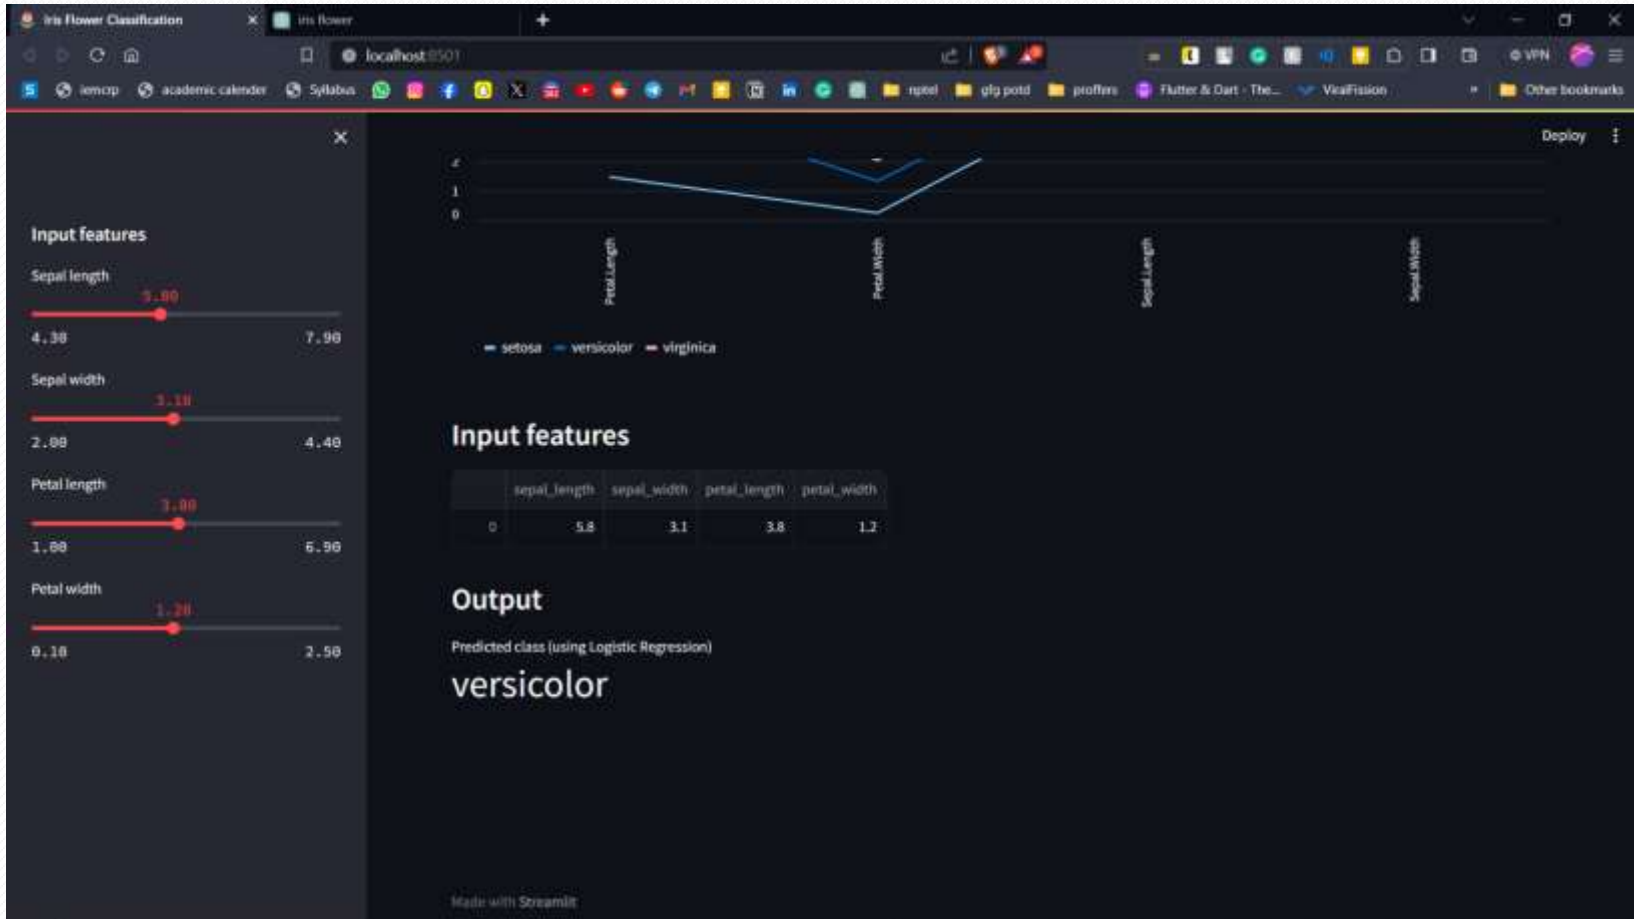 Iris Flower Classification
iris flower
localhost:8501
VPN
iemcrp
academic calender
Syllabus
nptel
gfg potd
proffers
Flutter & Dart - The...
ViralFission
Other bookmarks
Deploy
Input features
Sepal length
4.30 7.90
Sepal width
3.10
2.00 4.40
Petal length
3.80
1.00 6.90
Petal width
1.20
0.10 2.50
2
1
0
Petal.Length
Petal.Width
Sepal.Length
Sepal.Width
setosa versicolor virginica
Input features
sepal_length sepal_width petal_length petal_width
0 5.8 3.1 3.8 1.2
Output
Predicted class (using Logistic Regression)
versicolor
Made with Streamlit